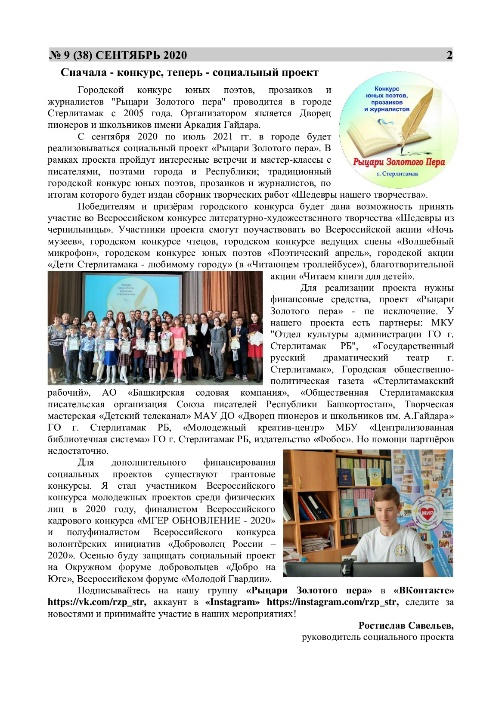 № 9 (38) СЕНТЯБРЬ 2020 2
Сначала - конкурс, теперь - социальный проект
Городской конкурс юных поэтов, прозаиков и
журналистов "Рыцари Золотого пера" проводится в городе
Стерлитамак с 2005 года. Организатором является Дворец
пионеров и школьников имени Аркадия Гайдара.
С сентября 2020 по июль 2021 гг. в городе будет
реализовываться социальный проект «Рыцари Золотого пера». В
рамках проекта пройдут интересные встречи и мастер-классы с
писателями, поэтами города и Республики; традиционный
городской конкурс юных поэтов, прозаиков и журналистов, по
итогам которого будет издан сборник творческих работ «Шедевры нашего творчества».
Конкурс
юных поэтов,
прозаиков
и журналистов
Рыцари Золотого Пера
г. Стерлитамак
Победителям и призёрам городского конкурса будет дана возможность принять
участие во Всероссийском конкурсе литературно-художественного творчества «Шедевры из
чернильницы». Участники проекта смогут поучаствовать во Всероссийской акции «Ночь
музеев», городском конкурсе чтецов, городском конкурсе ведущих сцены «Волшебный
микрофон», городском конкурсе юных поэтов «Поэтический апрель», городской акции
«Дети Стерлитамака - любимому городу» (в «Читающем троллейбусе»), благотворительной
акции «Читаем книги для детей».
Для реализации проекта нужны
финансовые средства, проект «Рыцари
Золотого пера» - не исключение. У
нашего проекта есть партнеры: МКУ
"Отдел культуры администрации ГО г.
Стерлитамак РБ", «Государственный
русский драматический театр г.
Стерлитамак», Городская общественно-
политическая газета «Стерлитамакский
рабочий», АО «Башкирская содовая компания», «Общественная Стерлитамакская
писательская организация Союза писателей Республики Башкортостан», Творческая
мастерская «Детский телеканал» МАУ ДО «Дворец пионеров и школьников им. А.Гайдара»
ГО г. Стерлитамак РБ, «Молодежный креатив-центр» МБУ «Централизованная
библиотечная система» ГО г. Стерлитамак РБ, издательство «Фобос». Но помощи партнёров
недостаточно.
Для дополнительного финансирования
социальных проектов существуют грантовые
конкурсы. Я стал участником Всероссийского
конкурса молодежных проектов среди физических
лиц в 2020 году, финалистом Всероссийского
кадрового конкурса «МГЕР ОБНОВЛЕНИЕ - 2020»
и полуфиналистом Всероссийского конкурса
волонтёрских инициатив «Доброволец России –
2020». Осенью буду защищать социальный проект
на Окружном форуме добровольцев «Добро на
Юге», Всероссийском форуме «Молодой Гвардии».
Подписывайтесь на нашу группу «Рыцари Золотого пера» в «ВКонтакте»
https://vk.com/rzp_str, аккаунт в «Instagram» https://instagram.com/rzp_str, следите за
новостями и принимайте участие в наших мероприятиях!
Ростислав Савельев,
руководитель социального проекта